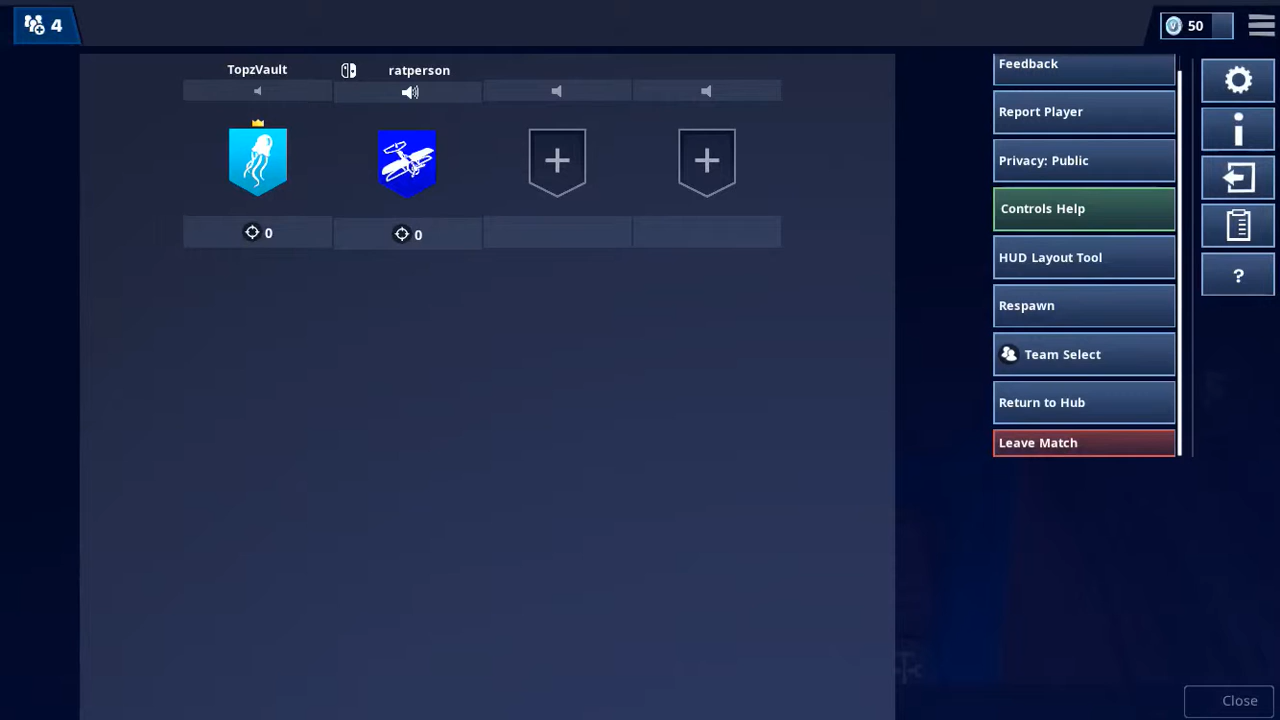 4
50
TopzVault
ratperson
0
0
Feedback
Report Player
Privacy: Public
Controls Help
HUD Layout Tool
Respawn
Team Select
Return to Hub
Leave Match
i
?
Close